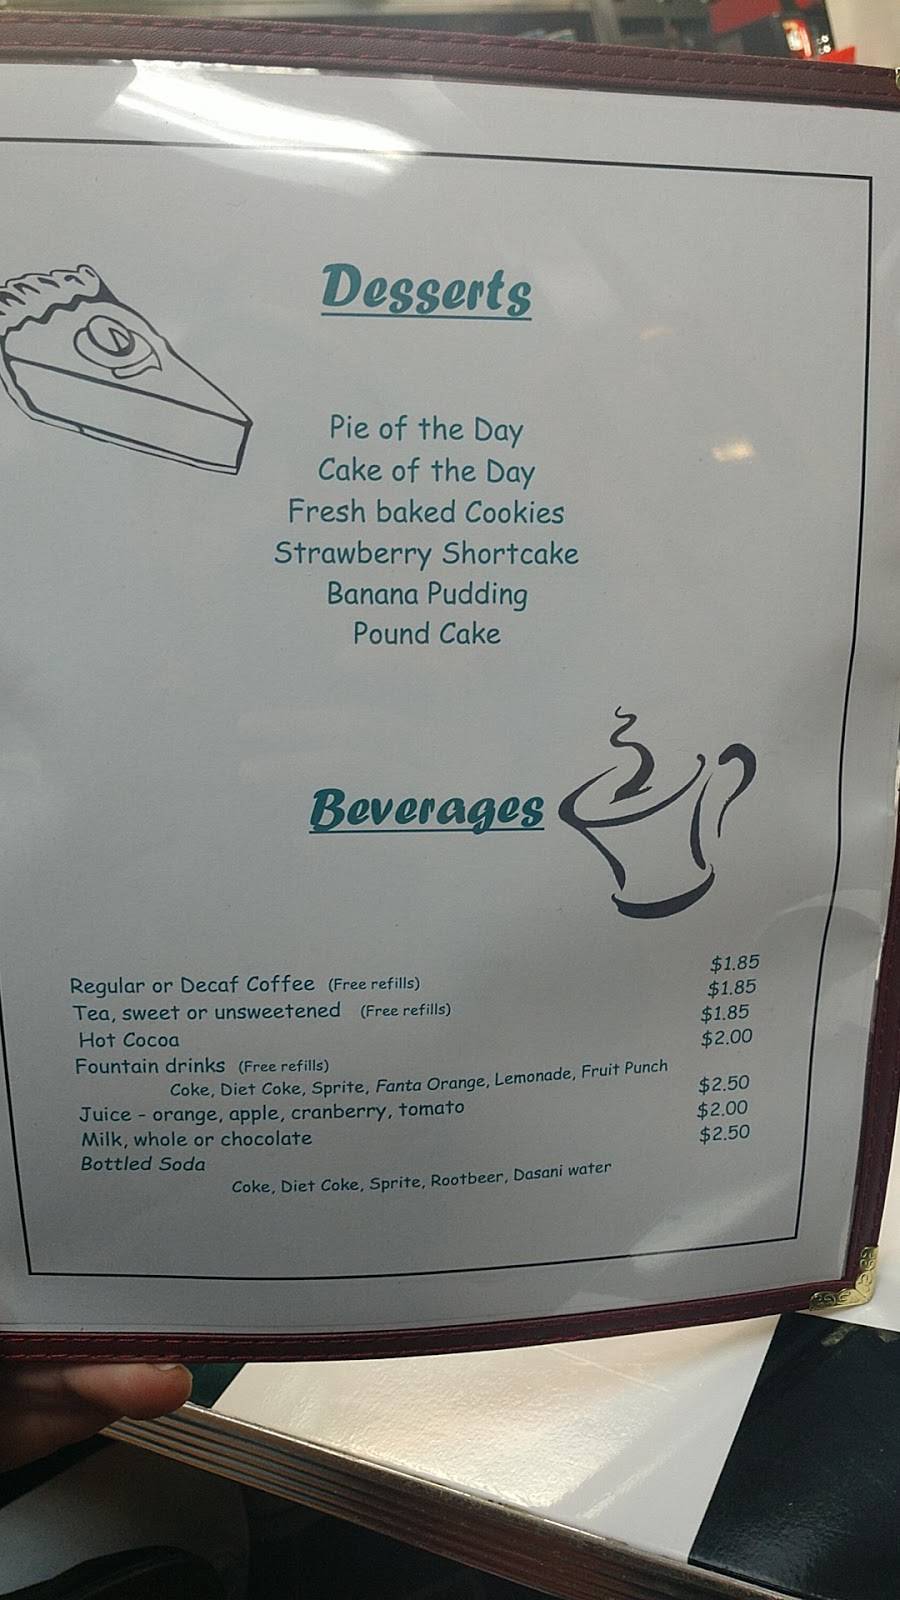 Desserts
Pie of the Day
Cake of the Day
Fresh baked Cookies
Strawberry Shortcake
Banana Pudding
Pound Cake
Beverages
Regular or Decaf Coffee (Free refills) $1.85
Tea, sweet or unsweetened (Free refills) $1.85
Hot Cocoa $1.85
Fountain drinks (Free refills) $2.00
Coke, Diet Coke, Sprite, Fanta Orange, Lemonade, Fruit Punch
Juice - orange, apple, cranberry, tomato $2.50
Milk, whole or chocolate $2.00
Bottled Soda $2.50
Coke, Diet Coke, Sprite, Rootbeer, Dasani water